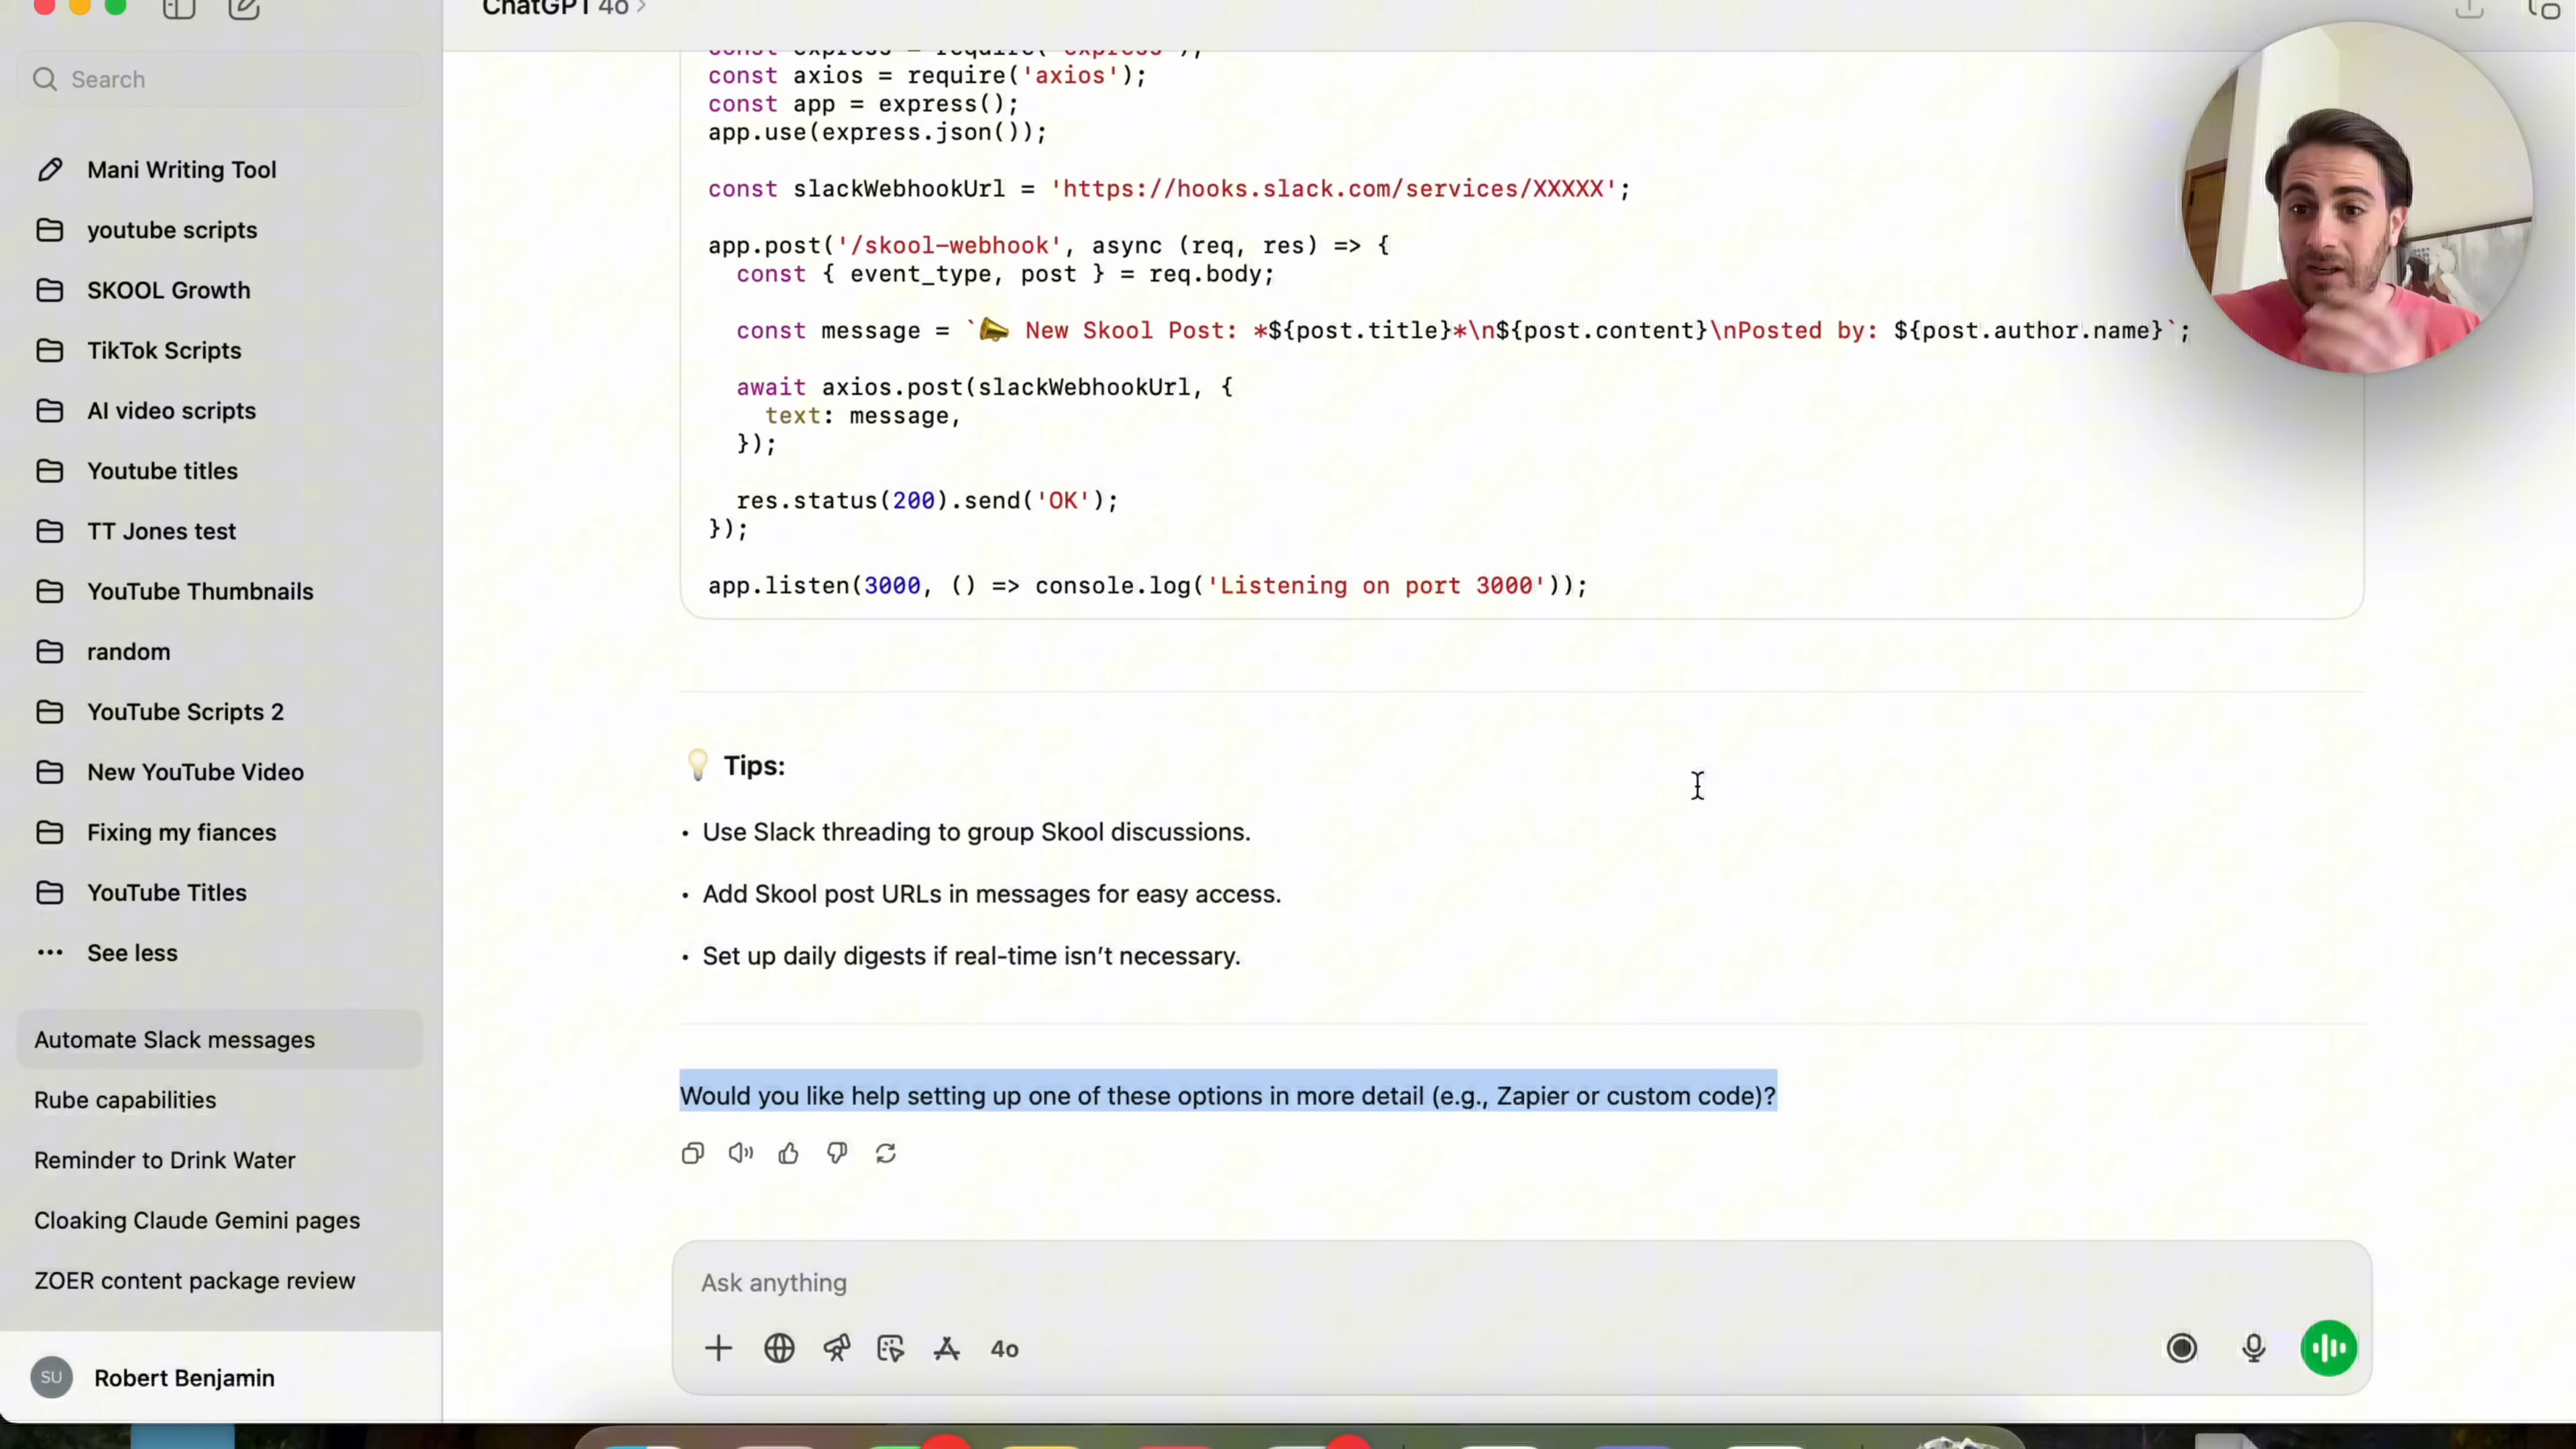 ChatGPT 4o >
Search
Mani Writing Tool
youtube scripts
SKOOL Growth
TikTok Scripts
AI video scripts
Youtube titles
TT Jones test
YouTube Thumbnails
random
YouTube Scripts 2
New YouTube Video
Fixing my fiances
YouTube Titles
See less
Automate Slack messages
Rube capabilities
Reminder to Drink Water
Cloaking Claude Gemini pages
ZOER content package review
SU Robert Benjamin
const express = require('express');
const axios = require('axios');
const app = express();
app.use(express.json());
const slackWebhookUrl = 'https://hooks.slack.com/services/XXXXX';
app.post('/skool-webhook', async (req, res) => {
const { event_type, post } = req.body;
const message = `📣 New Skool Post: *${post.title}*\n${post.content}\nPosted by: ${post.author.name}`;
await axios.post(slackWebhookUrl, {
text: message,
});
res.status(200).send('OK');
});
app.listen(3000, () => console.log('Listening on port 3000'));
💡 Tips:
• Use Slack threading to group Skool discussions.
• Add Skool post URLs in messages for easy access.
• Set up daily digests if real-time isn’t necessary.
Would you like help setting up one of these options in more detail (e.g., Zapier or custom code)?
Ask anything
4o